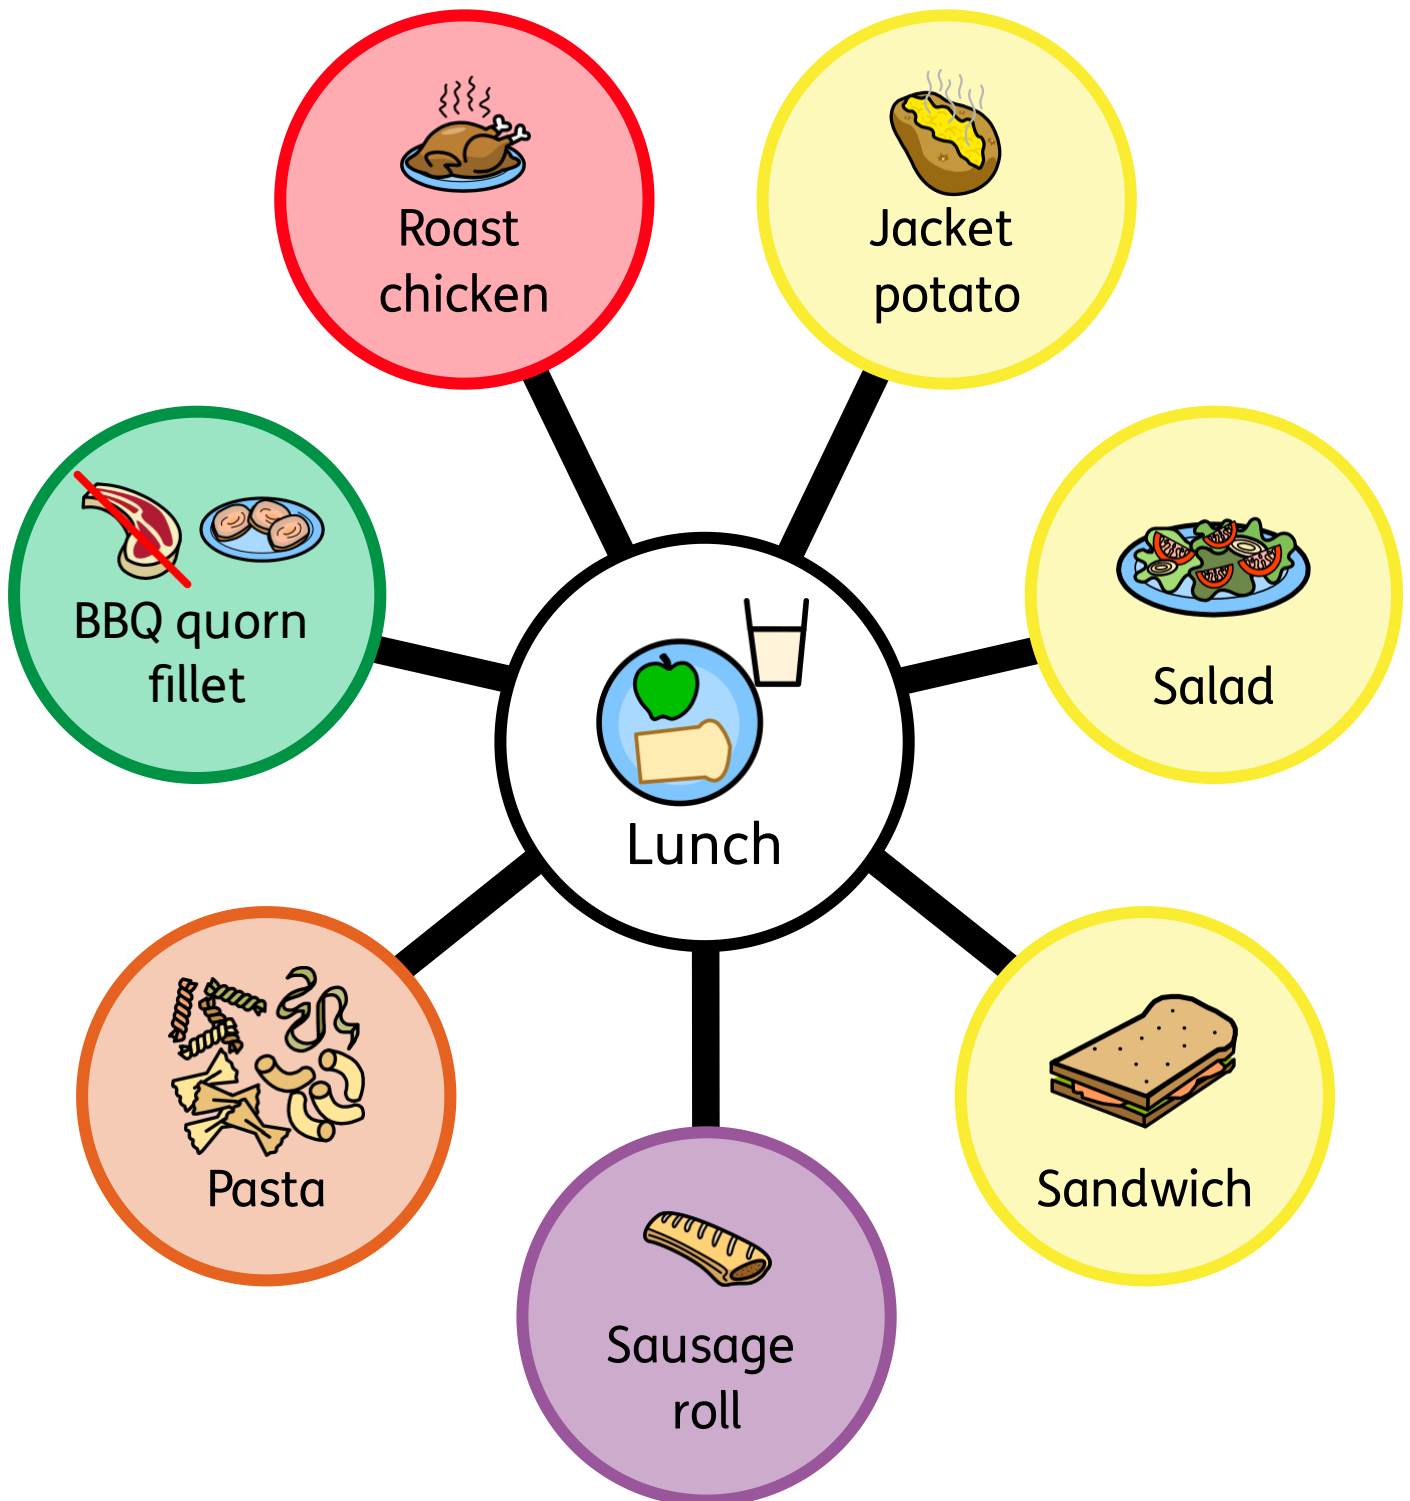 Roast
chicken
Jacket
potato
BBQ quorn
fillet
Salad
Lunch
Pasta
Sandwich
Sausage
roll